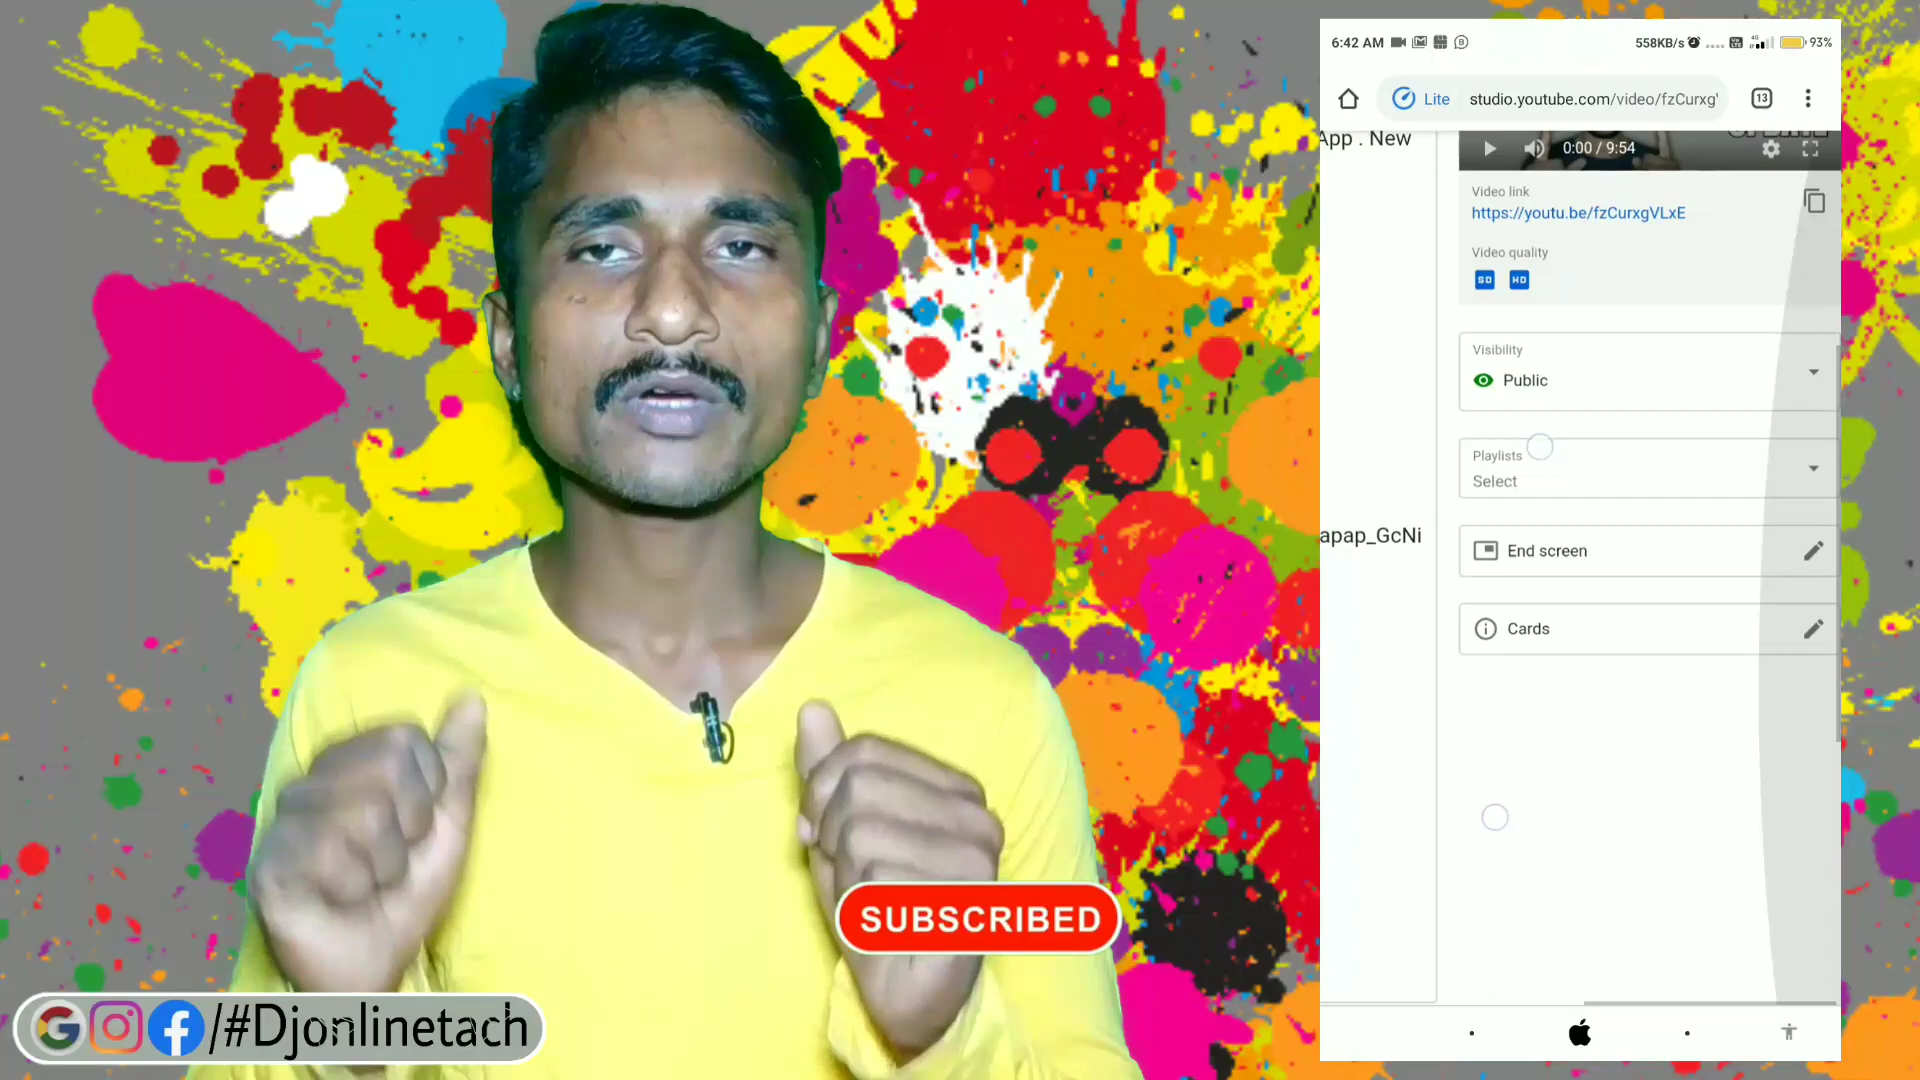 6:42 AM
558KB/s
4G
93%
Lite
studio.youtube.com/video/fzCurxg
13
App . New
0:00 / 9:54
Video link
https://youtu.be/fzCurxgVLxE
Video quality
SD HD
Visibility
Public
Playlists
Select
apap_GcNi
End screen
Cards
SUBSCRIBED
/#Djonlinetach